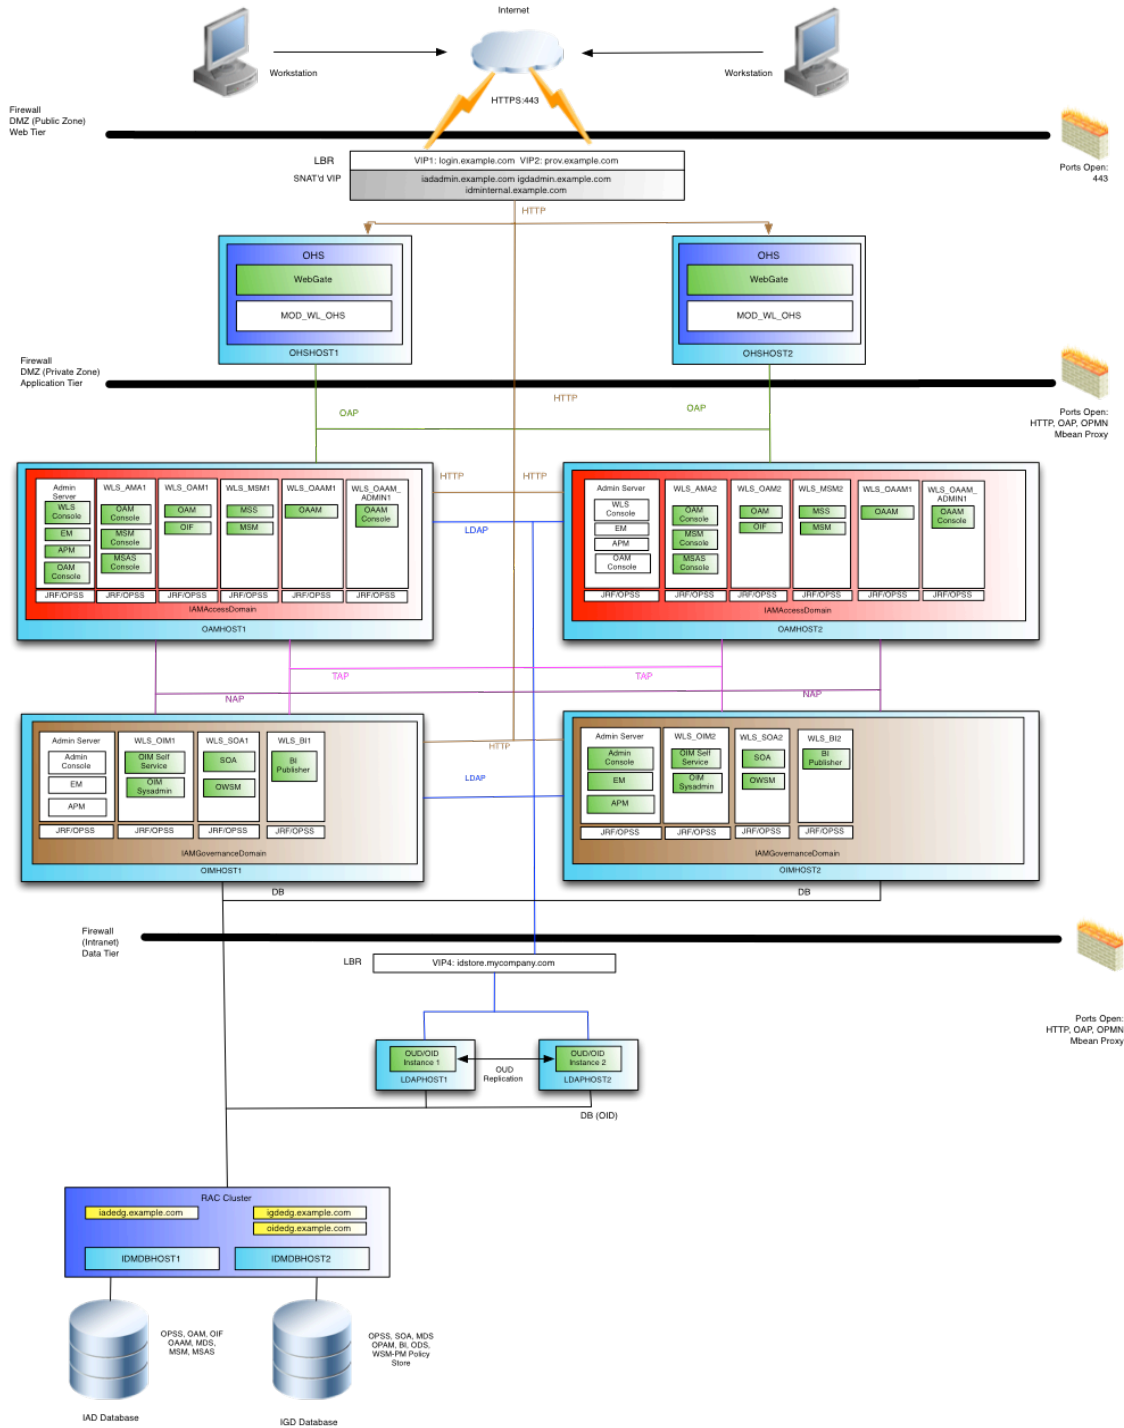 Internet
Workstation
Workstation
HTTPS:443
Firewall
DMZ (Public Zone)
Web Tier
Ports Open:
443
LBR
VIP1: login.example.com  VIP2: prov.example.com
SNAT'd VIP
iadadmin.example.com igdadmin.example.com
idminternal.example.com
HTTP
OHS
WebGate
MOD_WL_OHS
OHSHOST1
OHS
WebGate
MOD_WL_OHS
OHSHOST2
Firewall
DMZ (Private Zone)
Application Tier
HTTP
OAP
OAP
Ports Open:
HTTP, OAP, OPMN
Mbean Proxy
Admin
Server
WLS
Console
EM
APM
OAM
Console
JRF/OPSS
WLS_AMA1
OAM
Console
MSM
Console
MSAS
Console
JRF/OPSS
WLS_OAM1
OAM
OIF
JRF/OPSS
WLS_MSM1
MSS
MSM
JRF/OPSS
WLS_OAAM1
OAAM
JRF/OPSS
WLS_OAAM_
ADMIN1
OAAM
Console
JRF/OPSS
IAMAccessDomain
OAMHOST1
HTTP
HTTP
LDAP
Admin Server
WLS
Console
EM
APM
OAM
Console
JRF/OPSS
WLS_AMA2
OAM
Console
MSM
Console
MSAS
Console
JRF/OPSS
WLS_OAM2
OAM
OIF
JRF/OPSS
WLS_MSM2
MSS
MSM
JRF/OPSS
WLS_OAAM1
OAAM
JRF/OPSS
WLS_OAAM_
ADMIN1
OAAM
Console
JRF/OPSS
IAMAccessDomain
OAMHOST2
TAP
TAP
NAP
NAP
Admin Server
Admin
Console
EM
APM
JRF/OPSS
WLS_OIM1
OIM Self
Service
OIM
Sysadmin
JRF/OPSS
WLS_SOA1
SOA
OWSM
JRF/OPSS
WLS_BI1
BI
Publisher
JRF/OPSS
IAMGovernanceDomain
OIMHOST1
HTTP
LDAP
Admin Server
Admin
Console
EM
APM
JRF/OPSS
WLS_OIM2
OIM Self
Service
OIM
Sysadmin
JRF/OPSS
WLS_SOA2
SOA
OWSM
JRF/OPSS
WLS_BI2
BI
Publisher
JRF/OPSS
IAMGovernanceDomain
OIMHOST2
DB
DB
Firewall
(Intranet)
Data Tier
LBR
VIP4: idstore.mycompany.com
Ports Open:
HTTP, OAP, OPMN
Mbean Proxy
OUD/OID
Instance 1
LDAPHOST1
OUD
Replication
OUD/OID
Instance 2
LDAPHOST2
DB (OID)
RAC Cluster
iadedg.example.com
igdedg.example.com
oidedg.example.com
IDMDBHOST1
IDMDBHOST2
OPSS, OAM, OIF
OAAM, MDS,
MSM, MSAS
OPSS, SOA, MDS
OPAM, BI, ODS,
WSM-PM Policy
Store
IAD Database
IGD Database